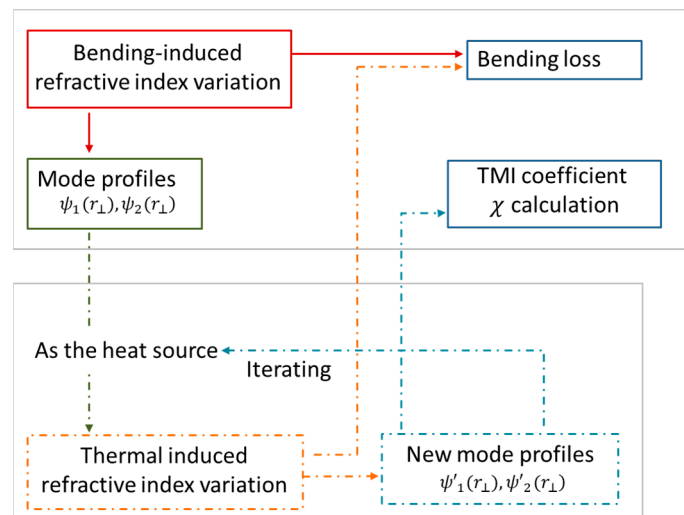 Bending-induced
refractive index variation
Bending loss
Mode profiles
ψ₁(r⊥),ψ₂(r⊥)
TMI coefficient
χ calculation
As the heat source
Iterating
Thermal induced
refractive index variation
New mode profiles
ψ′₁(r⊥),ψ′₂(r⊥)